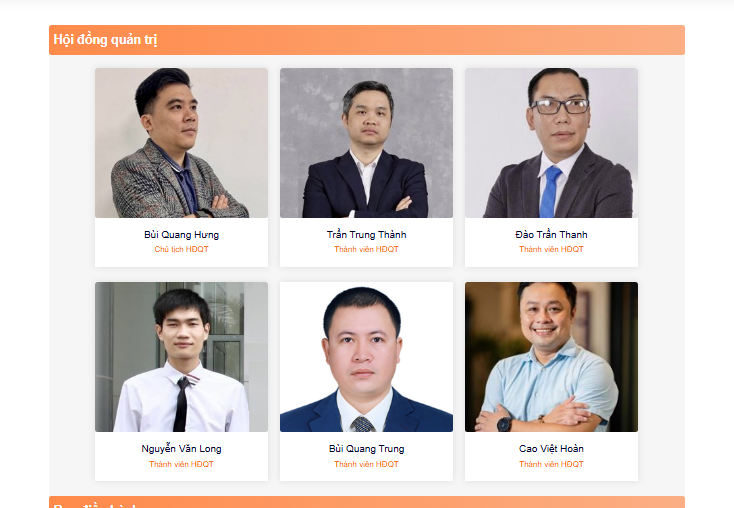 Hội đồng quản trị
Bùi Quang Hưng
Chủ tịch HĐQT
Trần Trung Thành
Thành viên HĐQT
Đào Trần Thanh
Thành viên HĐQT
Nguyễn Văn Long
Thành viên HĐQT
Bùi Quang Trung
Thành viên HĐQT
Cao Việt Hoàn
Thành viên HĐQT